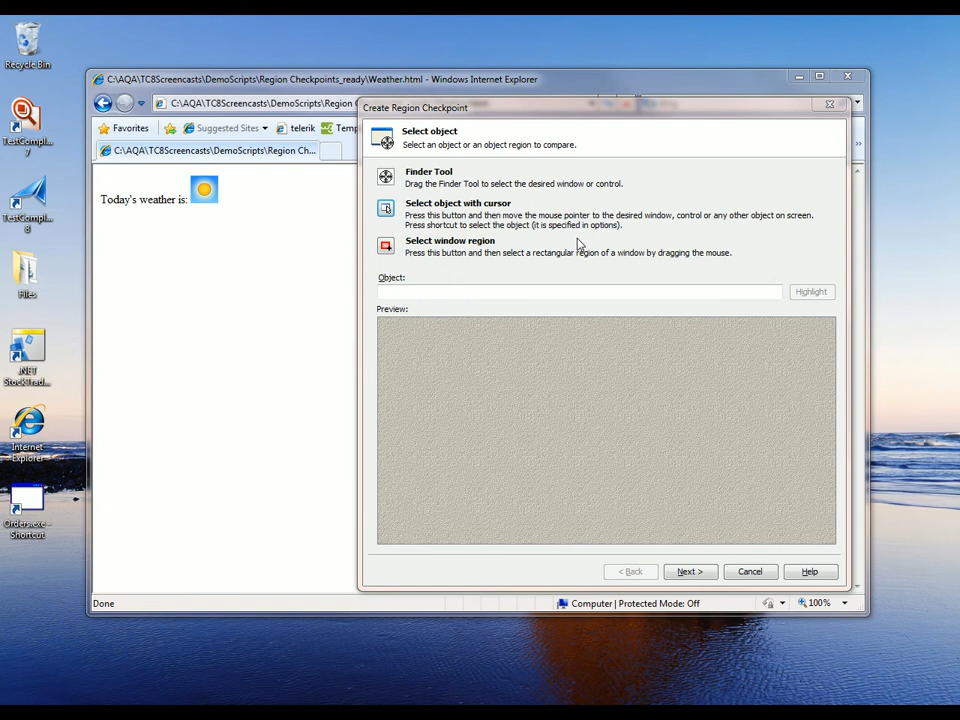 Recycle Bin
TestCompl...
7
TestCompl...
8
Files
.NET
StockTrad...
Internet
Explorer
Orders.exe -
Shortcut
C:\AQA\TC8Screencasts\DemoScripts\Region Checkpoints_ready\Weather.html - Windows Internet Explorer
C:\AQA\TC8Screencasts\DemoScripts\Region C
Favorites
Suggested Sites
telerik
Temp
C:\AQA\TC8Screencasts\DemoScripts\Region Ch...
Today's weather is:
Create Region Checkpoint
Select object
Select an object or an object region to compare.
Finder Tool
Drag the Finder Tool to select the desired window or control.
Select object with cursor
Press this button and then move the mouse pointer to the desired window, control or any other object on screen.
Press shortcut to select the object (it is specified in options).
Select window region
Press this button and then select a rectangular region of a window by dragging the mouse.
Object:
Highlight
Preview:
< Back
Next >
Cancel
Help
Done
Computer | Protected Mode: Off
100%